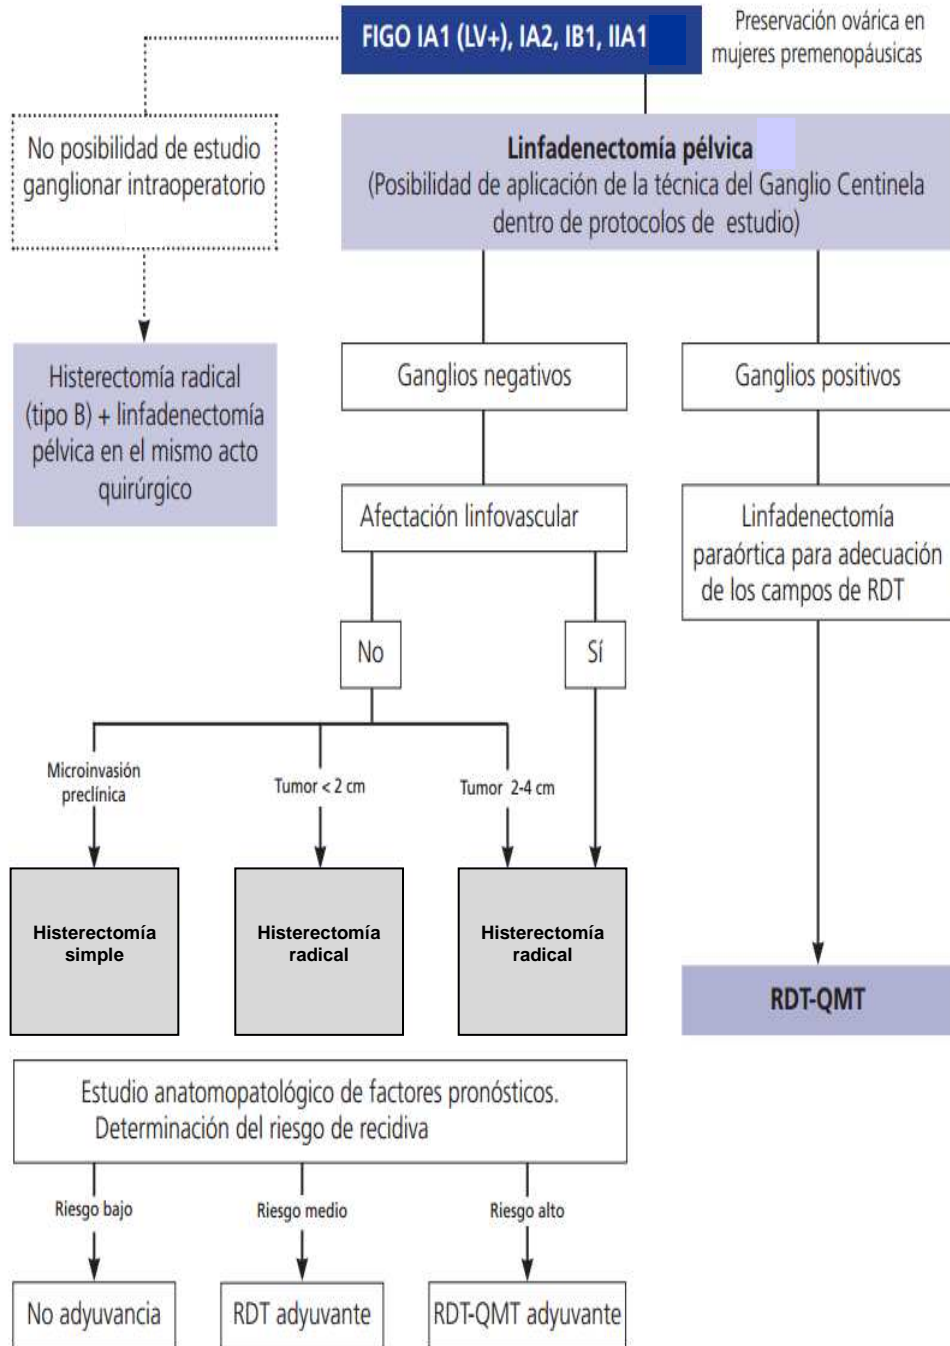 FIGO IA1 (LV+), IA2, IB1, IIA1
Preservación ovárica en
mujeres premenopáusicas
No posibilidad de estudio
ganglionar intraoperatorio
Linfadenectomía pélvica
(Posibilidad de aplicación de la técnica del Ganglio Centinela
dentro de protocolos de estudio)
Histerectomía radical
(tipo B) + linfadenectomía
pélvica en el mismo acto
quirúrgico
Ganglios negativos
Ganglios positivos
Afectación linfovascular
Linfadenectomía
paraórtica para adecuación
de los campos de RDT
No
Sí
Microinvasión
preclínica
Tumor < 2 cm
Tumor 2-4 cm
Histerectomía
simple
Histerectomía
radical
Histerectomía
radical
RDT-QMT
Estudio anatomopatológico de factores pronósticos.
Determinación del riesgo de recidiva
Riesgo bajo
Riesgo medio
Riesgo alto
No adyuvancia
RDT adyuvante
RDT-QMT adyuvante